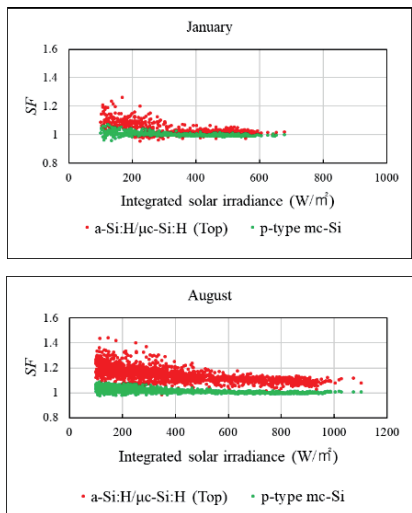 January
1.6
1.4
SF
1.2
1
0.8
0 200 400 600 800 1000
Integrated solar irradiance (W/㎡)
a-Si:H/μc-Si:H (Top) p-type mc-Si
August
1.6
1.4
SF
1.2
1
0.8
0 200 400 600 800 1000 1200
Integrated solar irradiance (W/㎡)
a-Si:H/μc-Si:H (Top) p-type mc-Si